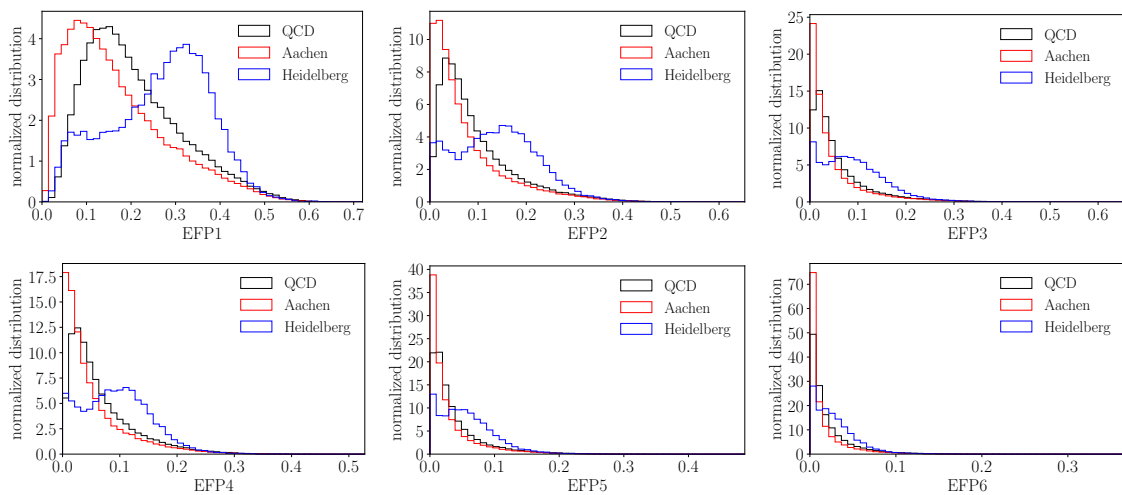 normalized distribution
4
3
2
1
0
0.0 0.1 0.2 0.3 0.4 0.5 0.6 0.7
EFP1
QCD
Aachen
Heidelberg
normalized distribution
10
8
6
4
2
0
0.0 0.1 0.2 0.3 0.4 0.5 0.6
EFP2
QCD
Aachen
Heidelberg
normalized distribution
25
20
15
10
5
0
0.0 0.1 0.2 0.3 0.4 0.5 0.6
EFP3
QCD
Aachen
Heidelberg
normalized distribution
17.5
15.0
12.5
10.0
7.5
5.0
2.5
0.0
0.0 0.1 0.2 0.3 0.4 0.5
EFP4
QCD
Aachen
Heidelberg
normalized distribution
40
35
30
25
20
15
10
5
0
0.0 0.1 0.2 0.3 0.4
EFP5
QCD
Aachen
Heidelberg
normalized distribution
70
60
50
40
30
20
10
0
0.0 0.1 0.2 0.3
EFP6
QCD
Aachen
Heidelberg